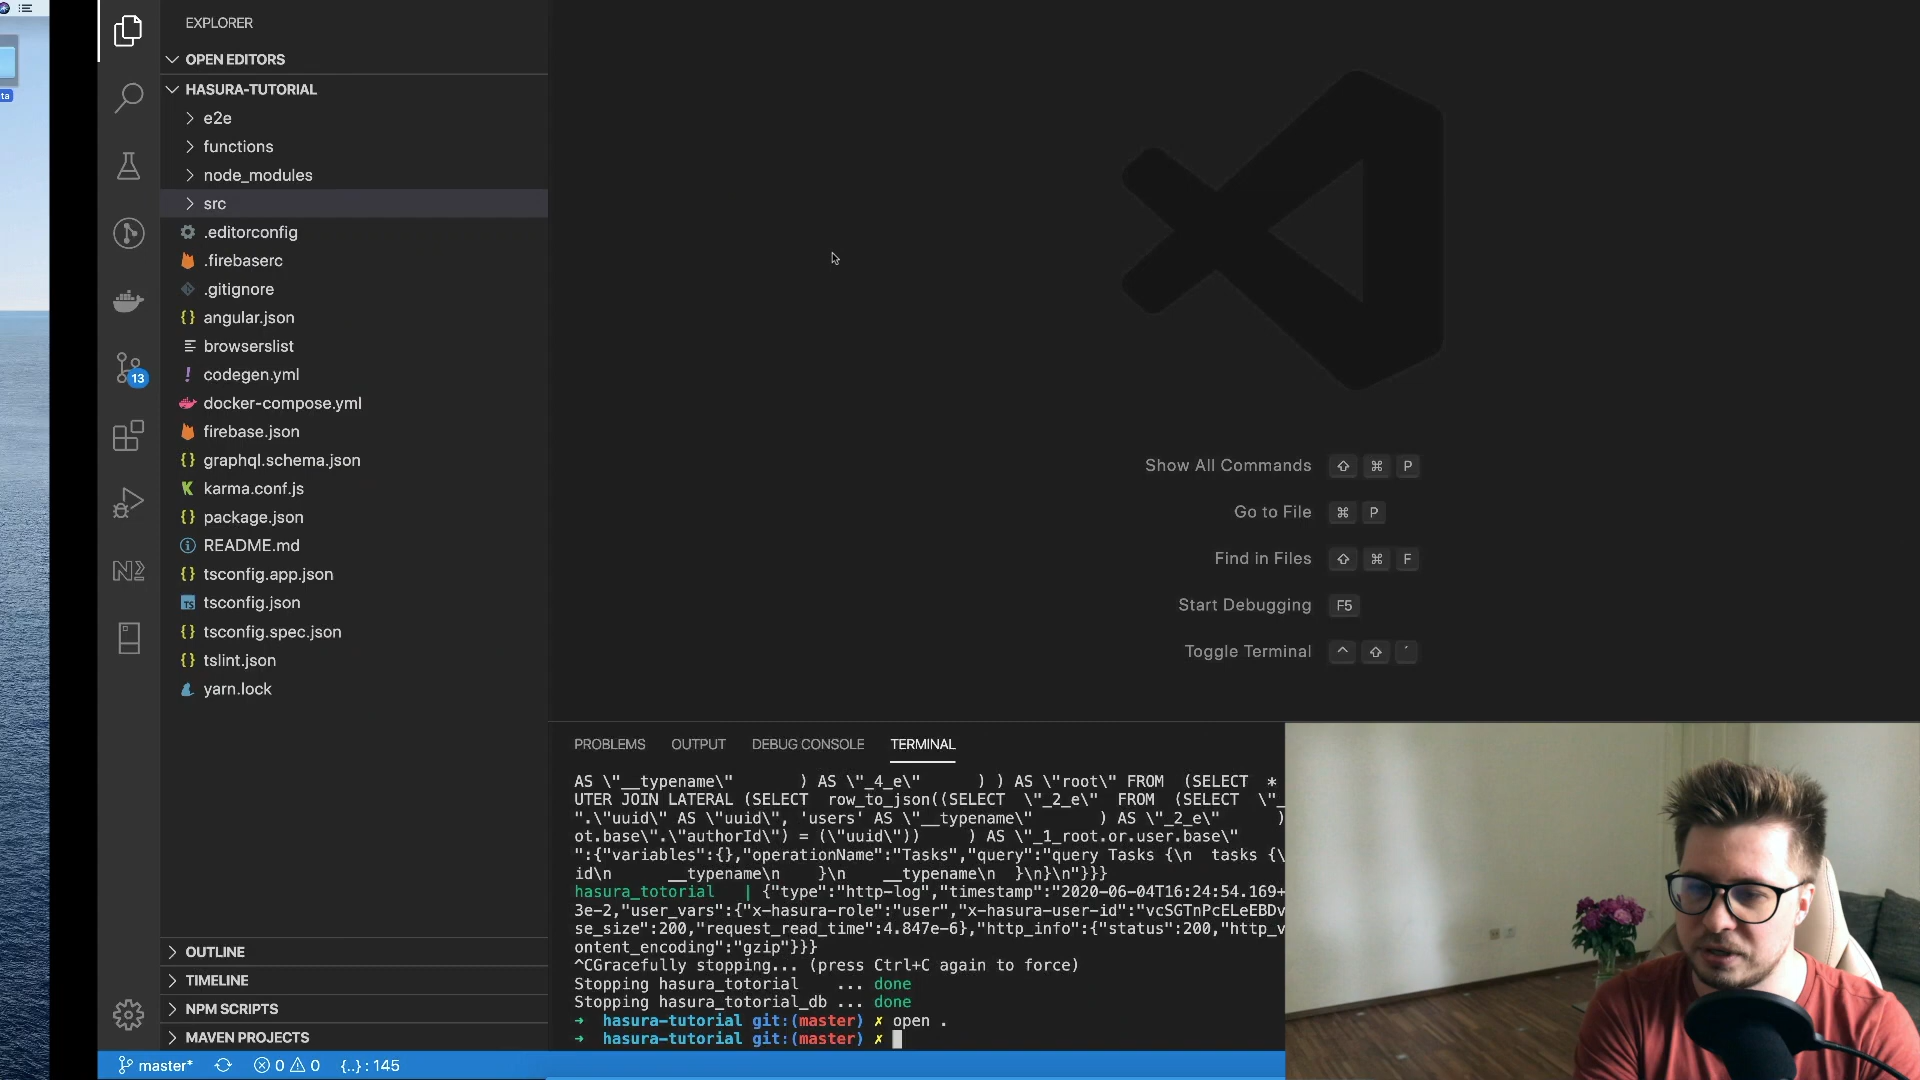 ta
EXPLORER
OPEN EDITORS
HASURA-TUTORIAL
e2e
functions
node_modules
src
.editorconfig
.firebaserc
.gitignore
angular.json
browserslist
codegen.yml
docker-compose.yml
firebase.json
graphql.schema.json
karma.conf.js
package.json
README.md
tsconfig.app.json
tsconfig.json
tsconfig.spec.json
tslint.json
yarn.lock
13
OUTLINE
TIMELINE
NPM SCRIPTS
MAVEN PROJECTS
Show All Commands ⇧ ⌘ P
Go to File ⌘ P
Find in Files ⇧ ⌘ F
Start Debugging F5
Toggle Terminal ^ ⇧ ´
PROBLEMS OUTPUT DEBUG CONSOLE TERMINAL
AS \"__typename\" ) AS \"_4_e\" ) ) AS \"root\" FROM (SELECT *
UTER JOIN LATERAL (SELECT row_to_json((SELECT \"_2_e\" FROM (SELECT \"_
".\"uuid\" AS \"uuid\", 'users' AS \"__typename\" ) AS \"_2_e\" )
ot.base\".\"authorId\") = (\"uuid\")) ) AS \"_1_root.or.user.base\"
":{"variables":{},"operationName":"Tasks","query":"query Tasks {\n tasks {\
id\n __typename\n }\n __typename\n }\n}\n"}}}
hasura_totorial | {"type":"http-log","timestamp":"2020-06-04T16:24:54.169+
3e-2,"user_vars":{"x-hasura-role":"user","x-hasura-user-id":"vcSGTnPcELeEBDv
se_size":200,"request_read_time":4.847e-6},"http_info":{"status":200,"http_v
ontent_encoding":"gzip"}}}
^CGracefully stopping... (press Ctrl+C again to force)
Stopping hasura_totorial ... done
Stopping hasura_totorial_db ... done
➜ hasura-tutorial git:(master) ✗ open .
➜ hasura-tutorial git:(master) ✗
master* 0 0 {..} : 145